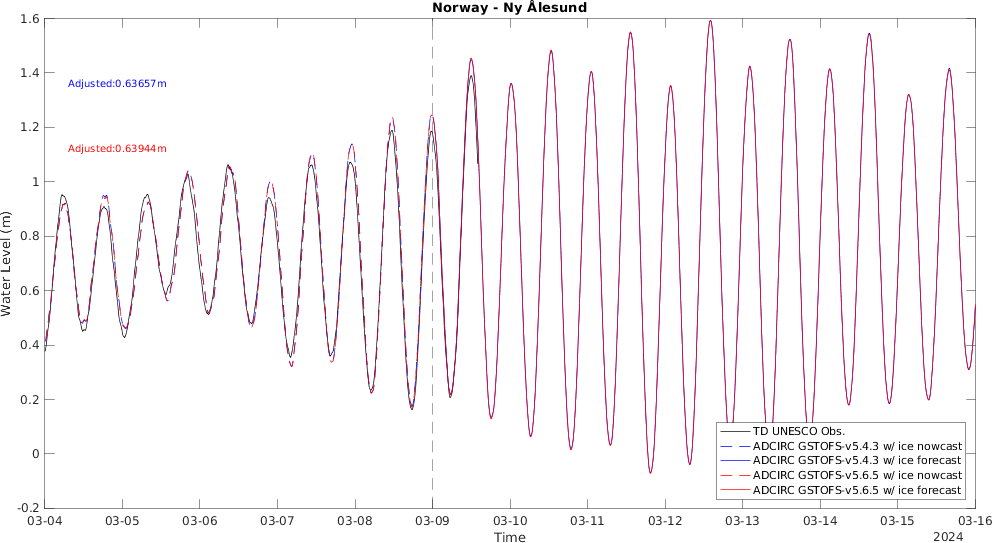 Norway - Ny Ålesund
1.6
1.4
1.2
1
0.8
0.6
0.4
0.2
0
-0.2
Water Level (m)
Adjusted:0.63657m
Adjusted:0.63944m
TD UNESCO Obs.
ADCIRC GSTOFS-v5.4.3 w/ ice nowcast
ADCIRC GSTOFS-v5.4.3 w/ ice forecast
ADCIRC GSTOFS-v5.6.5 w/ ice nowcast
ADCIRC GSTOFS-v5.6.5 w/ ice forecast
03-04 03-05 03-06 03-07 03-08 03-09 03-10 03-11 03-12 03-13 03-14 03-15 03-16
Time
2024